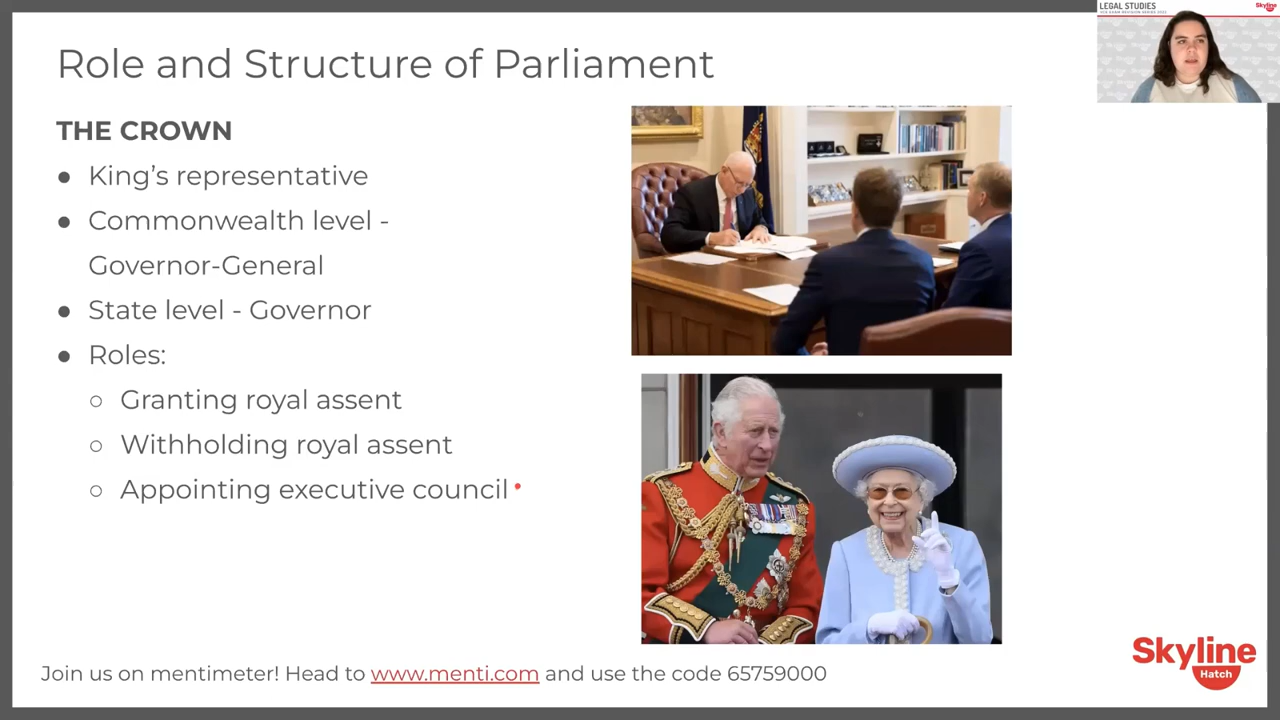 LEGAL STUDIES
Skyline
Role and Structure of Parliament
THE CROWN
● King's representative
● Commonwealth level -
Governor-General
● State level - Governor
● Roles:
○ Granting royal assent
○ Withholding royal assent
○ Appointing executive council
Skyline
Hatch
Join us on mentimeter! Head to www.menti.com and use the code 65759000